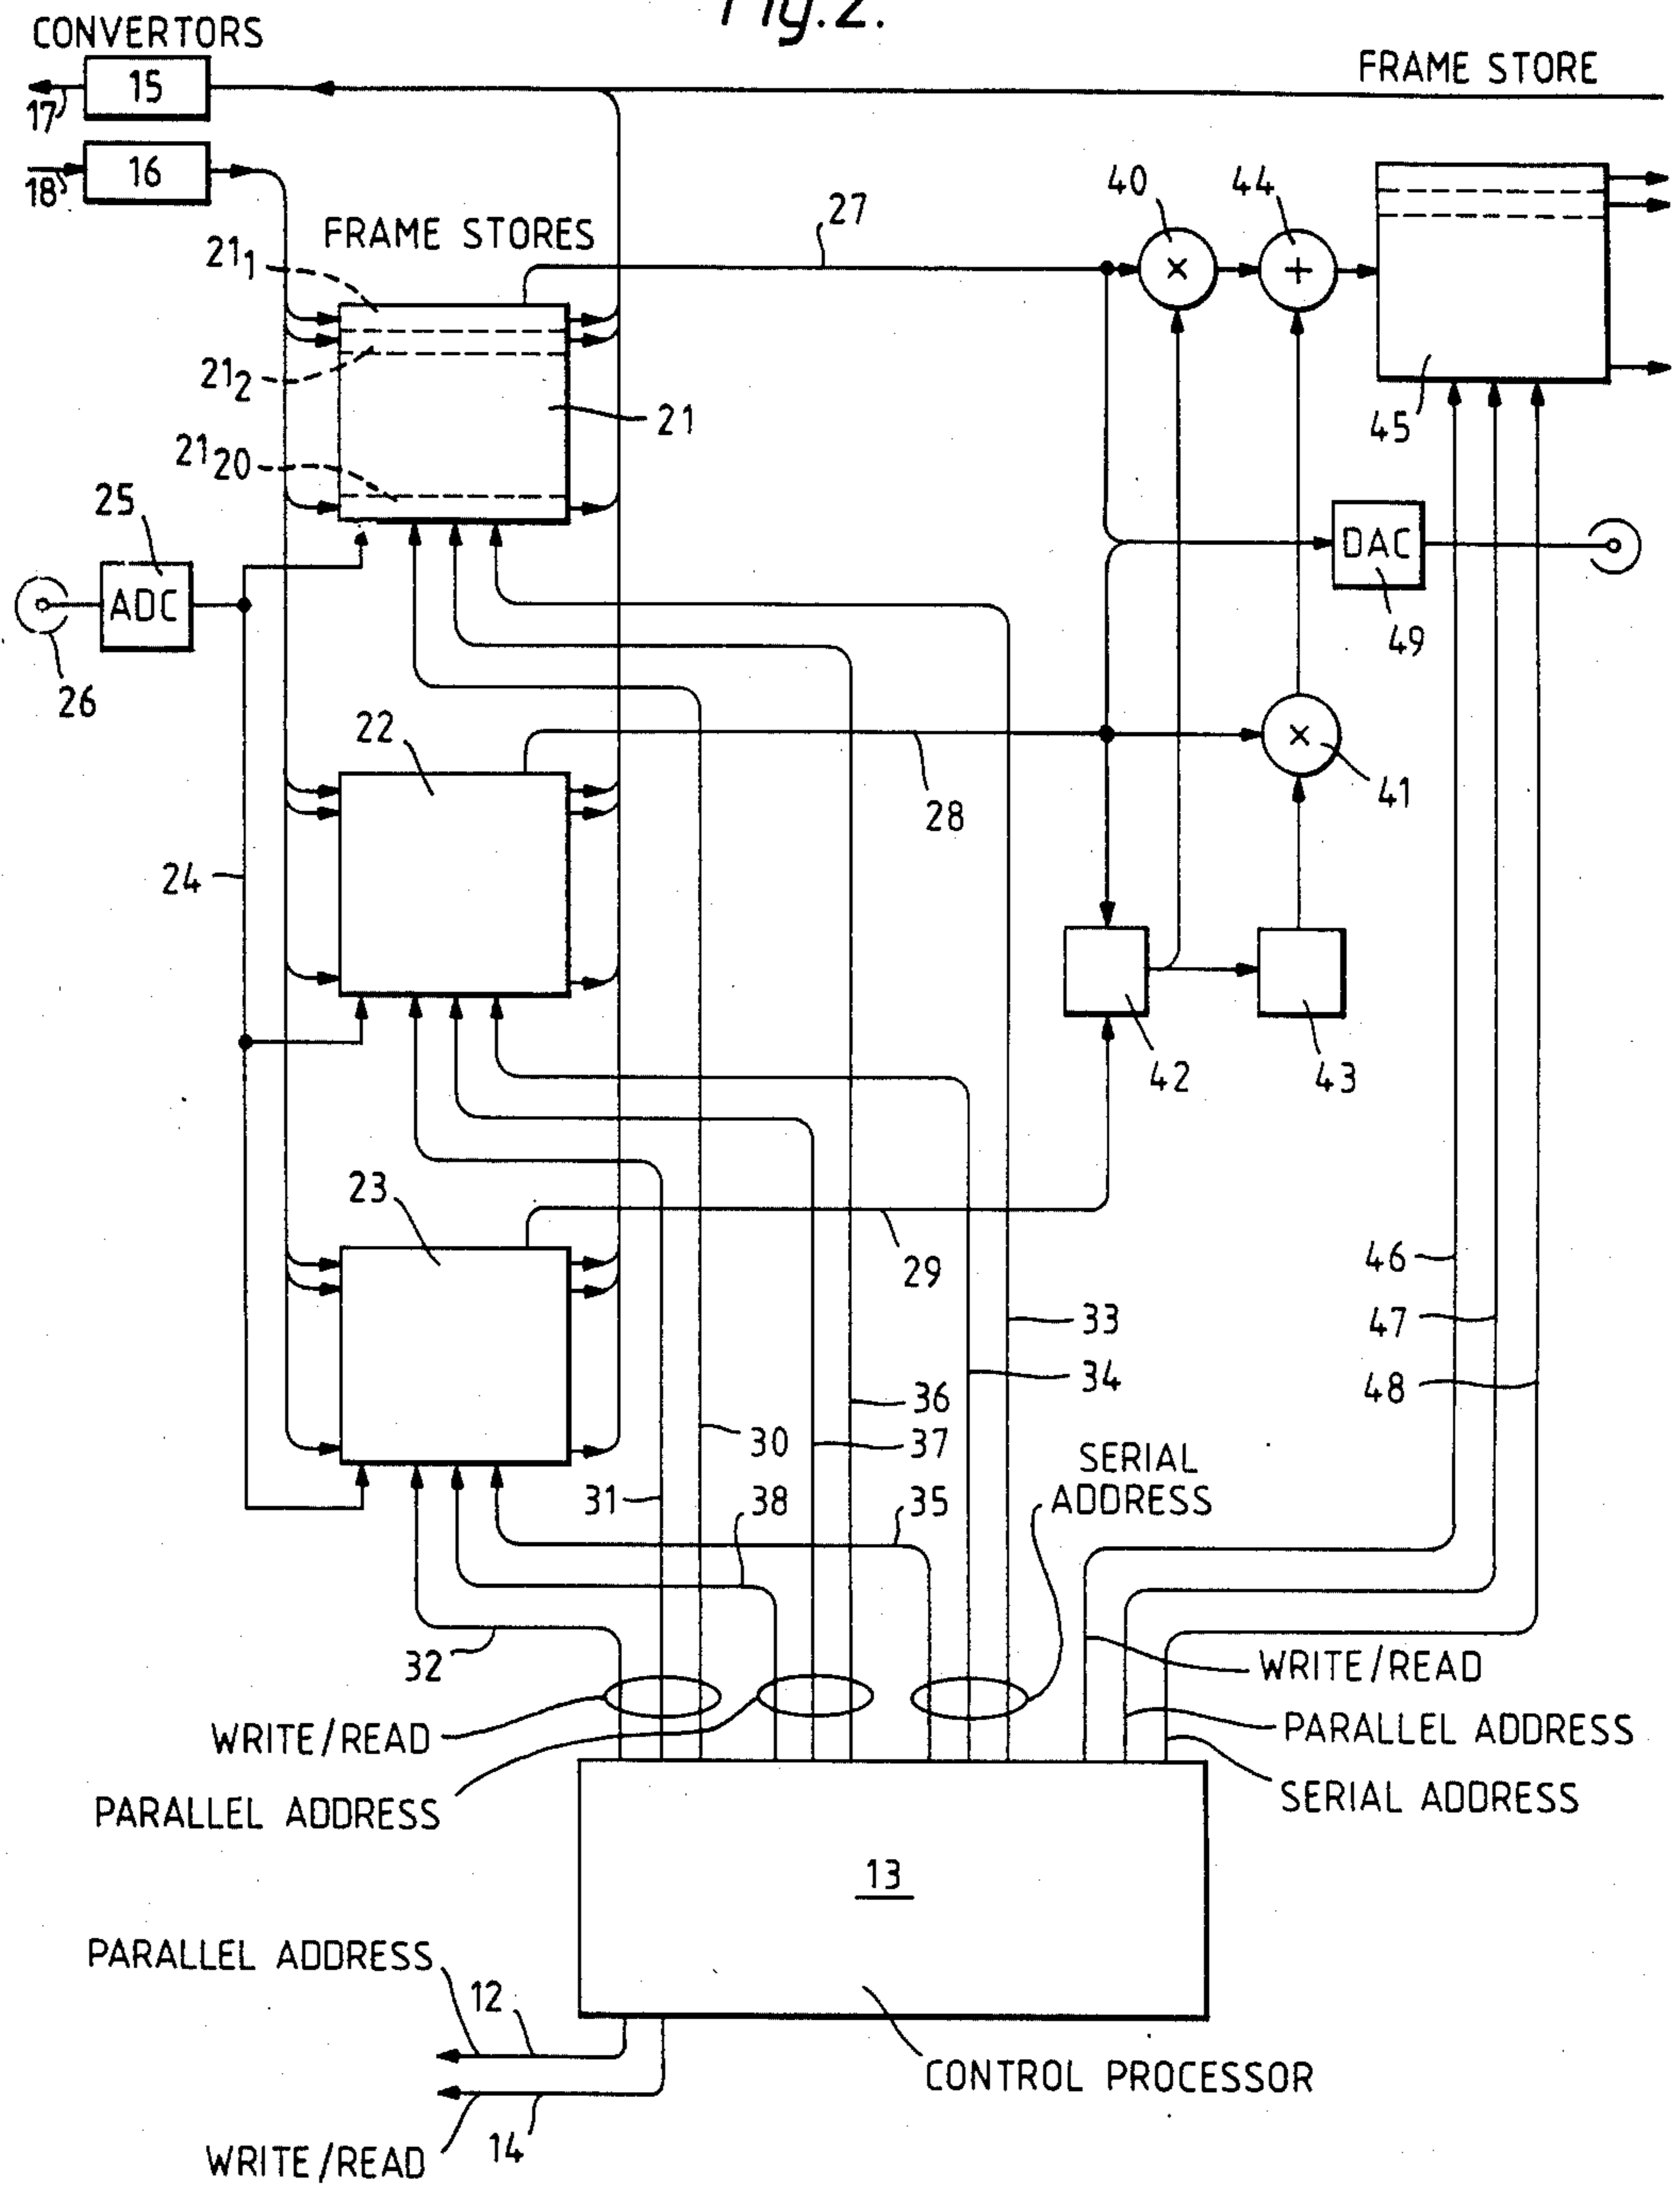 Fig. 2.
CONVERTORS
FRAME STORE
15
17
16
18
40
44
27
FRAME STORES
21₁
21₂
21
45
21₂₀
25
ADC
DAC
49
26
22
41
28
24
42
43
23
29
46
33
47
34
48
36
30
37
SERIAL
ADDRESS
31
38
35
32
WRITE/READ
WRITE/READ
PARALLEL ADDRESS
PARALLEL ADDRESS
SERIAL ADDRESS
13
PARALLEL ADDRESS
12
CONTROL PROCESSOR
14
WRITE/READ